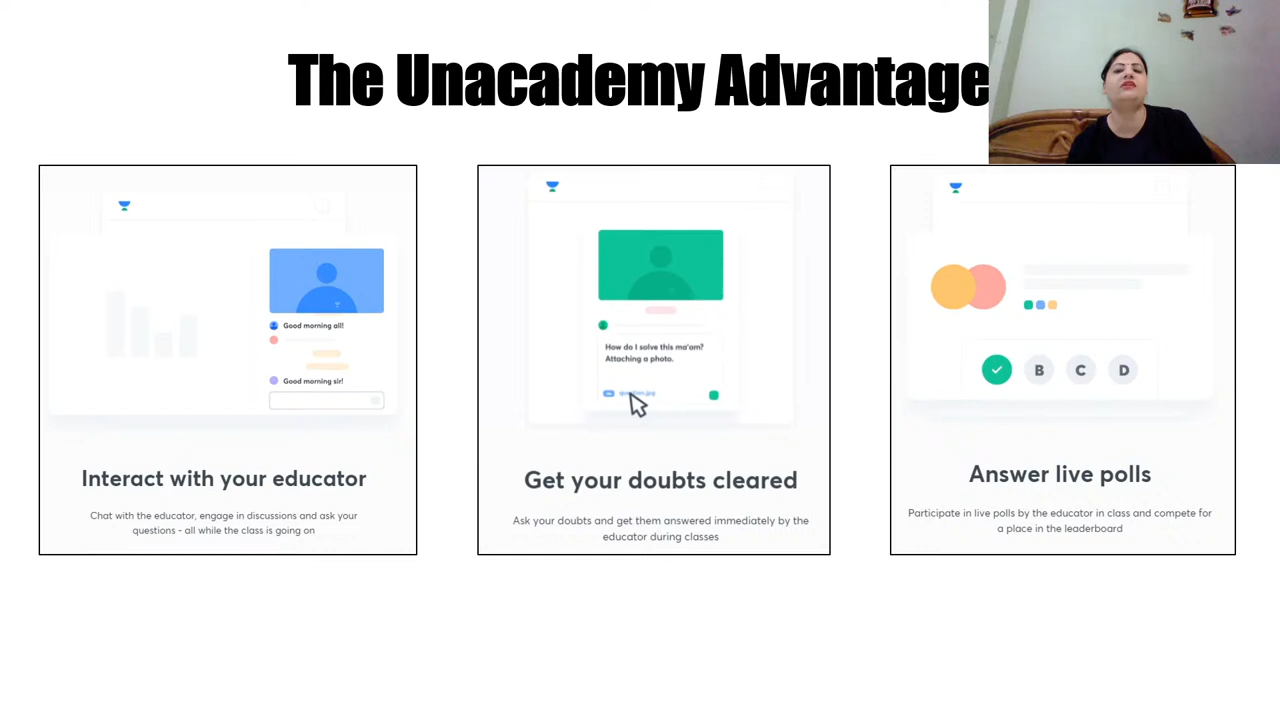 The Unacademy Advantage
Good morning all!
Good morning sir!
Interact with your educator
Chat with the educator, engage in discussions and ask your
questions - all while the class is going on
How do I solve this ma'am?
Attaching a photo.
question.jpg
Get your doubts cleared
Ask your doubts and get them answered immediately by the
educator during classes
B C D
Answer live polls
Participate in live polls by the educator in class and compete for
a place in the leaderboard